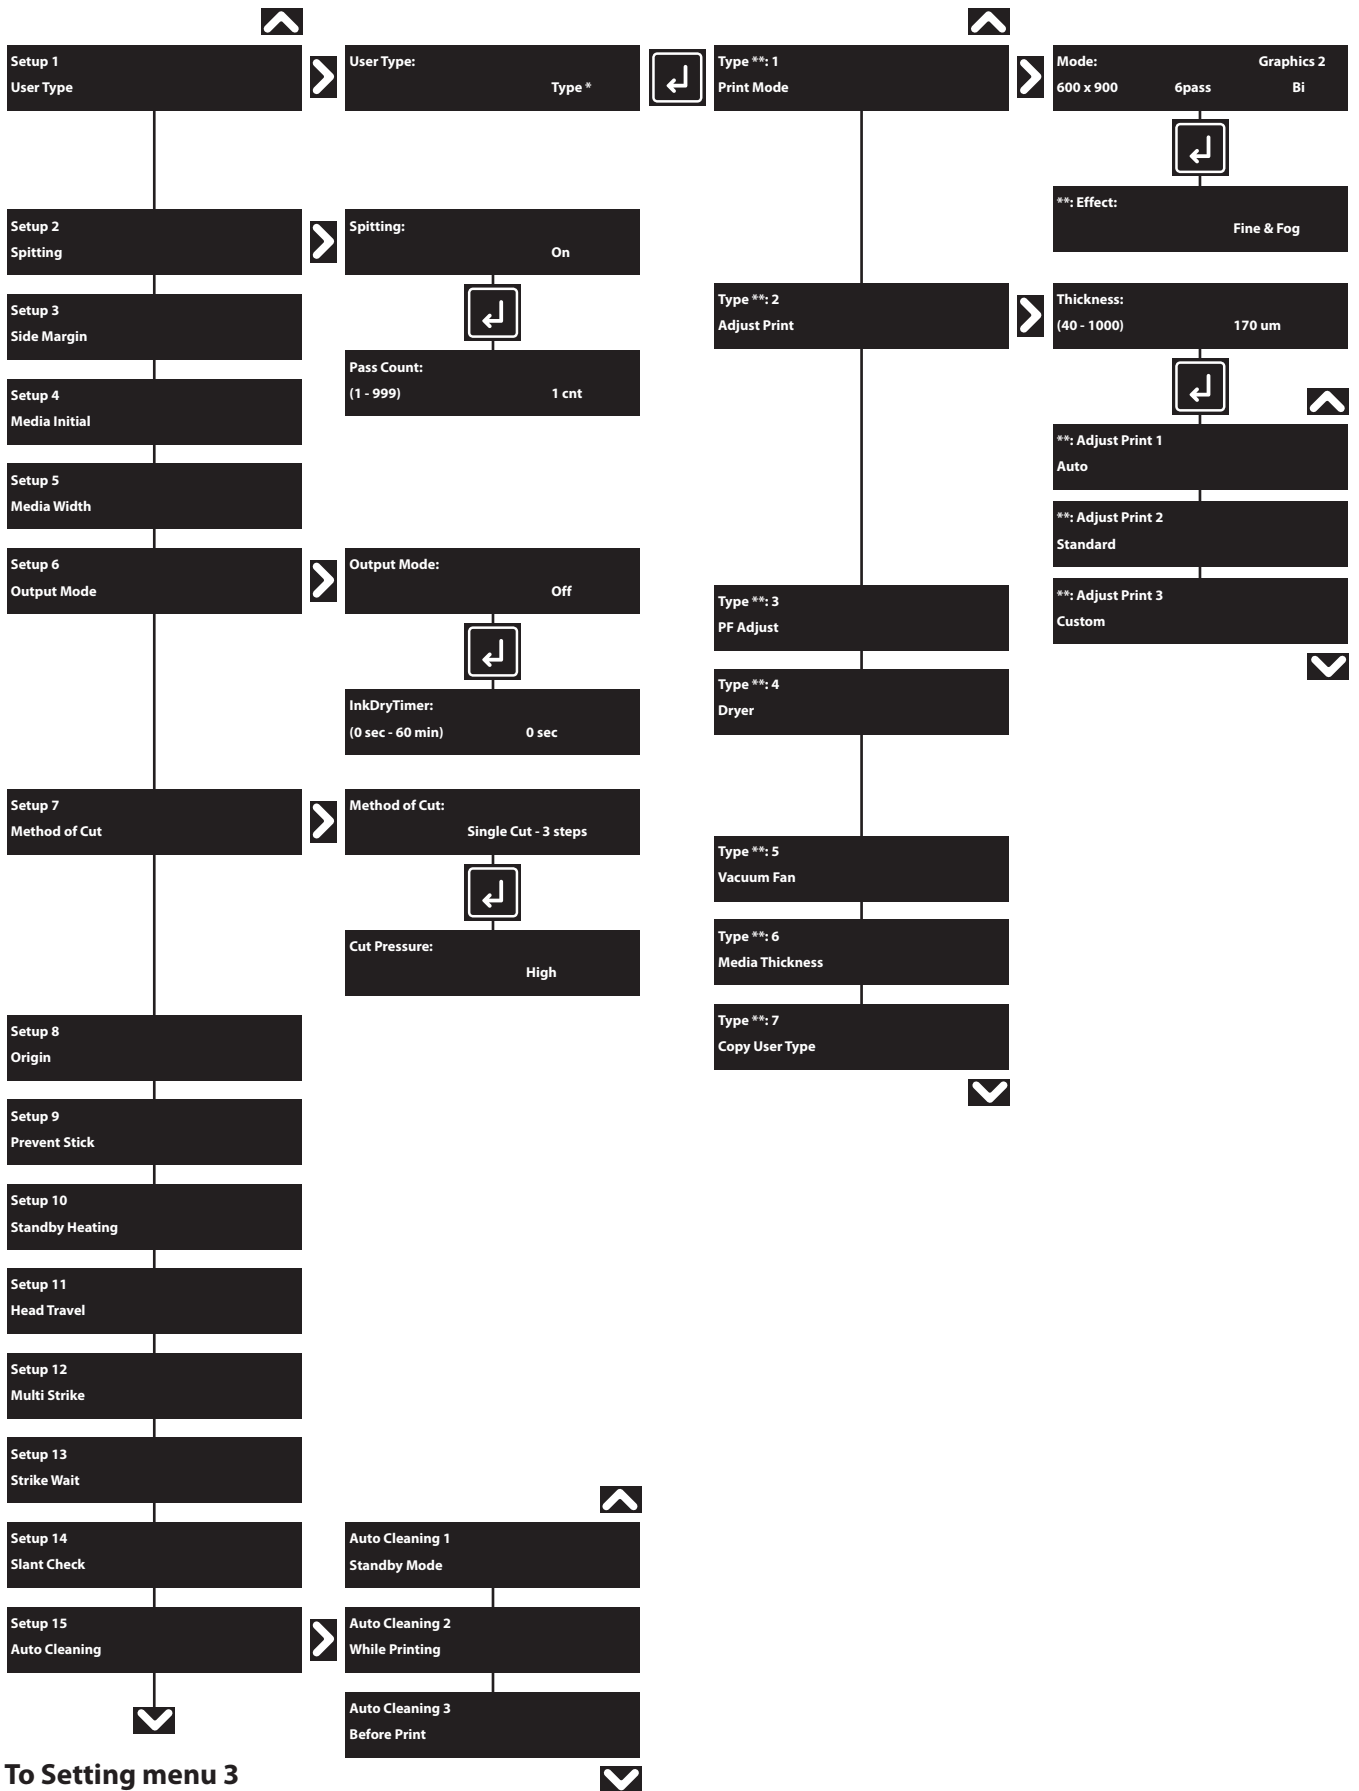 Setup 1
User Type
User Type:
Type *
Type **: 1
Print Mode
Mode: Graphics 2
600 x 900 6pass Bi
**: Effect:
Fine & Fog
Setup 2
Spitting
Spitting:
On
Pass Count:
(1 - 999) 1 cnt
Type **: 2
Adjust Print
Thickness:
(40 - 1000) 170 um
**: Adjust Print 1
Auto
**: Adjust Print 2
Standard
**: Adjust Print 3
Custom
Setup 3
Side Margin
Setup 4
Media Initial
Setup 5
Media Width
Setup 6
Output Mode
Output Mode:
Off
InkDryTimer:
(0 sec - 60 min) 0 sec
Type **: 3
PF Adjust
Type **: 4
Dryer
Setup 7
Method of Cut
Method of Cut:
Single Cut - 3 steps
Cut Pressure:
High
Type **: 5
Vacuum Fan
Type **: 6
Media Thickness
Type **: 7
Copy User Type
Setup 8
Origin
Setup 9
Prevent Stick
Setup 10
Standby Heating
Setup 11
Head Travel
Setup 12
Multi Strike
Setup 13
Strike Wait
Setup 14
Slant Check
Setup 15
Auto Cleaning
Auto Cleaning 1
Standby Mode
Auto Cleaning 2
While Printing
Auto Cleaning 3
Before Print
To Setting menu 3